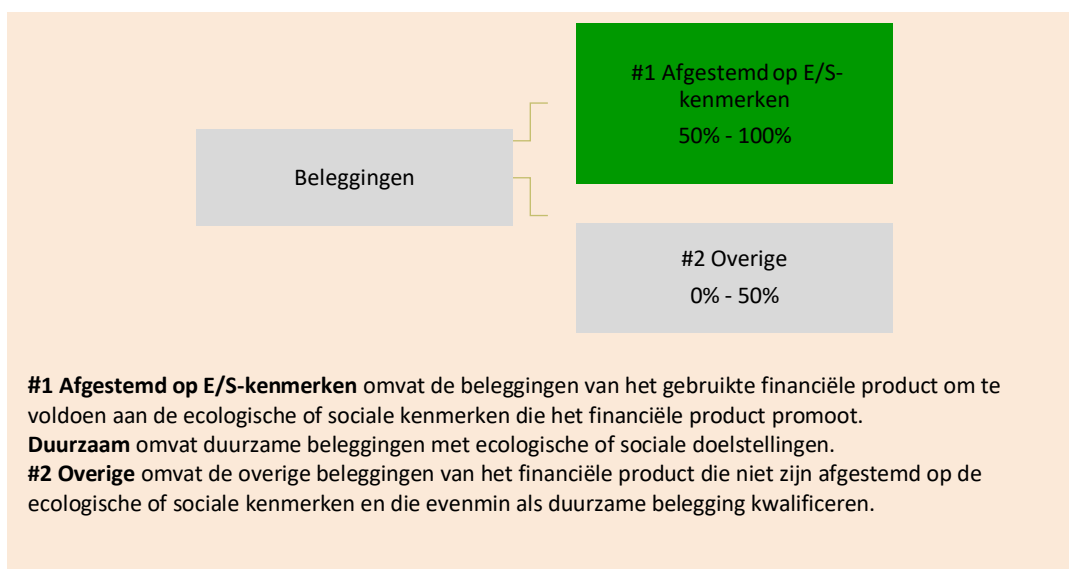 #1 Afgestemd op E/S-
kenmerken
50% - 100%
Beleggingen
#2 Overige
0% - 50%
#1 Afgestemd op E/S-kenmerken omvat de beleggingen van het gebruikte financiële product om te
voldoen aan de ecologische of sociale kenmerken die het financiële product promoot.
Duurzaam omvat duurzame beleggingen met ecologische of sociale doelstellingen.
#2 Overige omvat de overige beleggingen van het financiële product die niet zijn afgestemd op de
ecologische of sociale kenmerken en die evenmin als duurzame belegging kwalificeren.